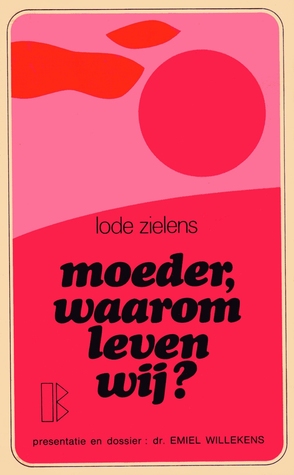 lode zielens
moeder,
waarom
leven
wij?
presentatie en dossier : dr. EMIEL WILLEKENS